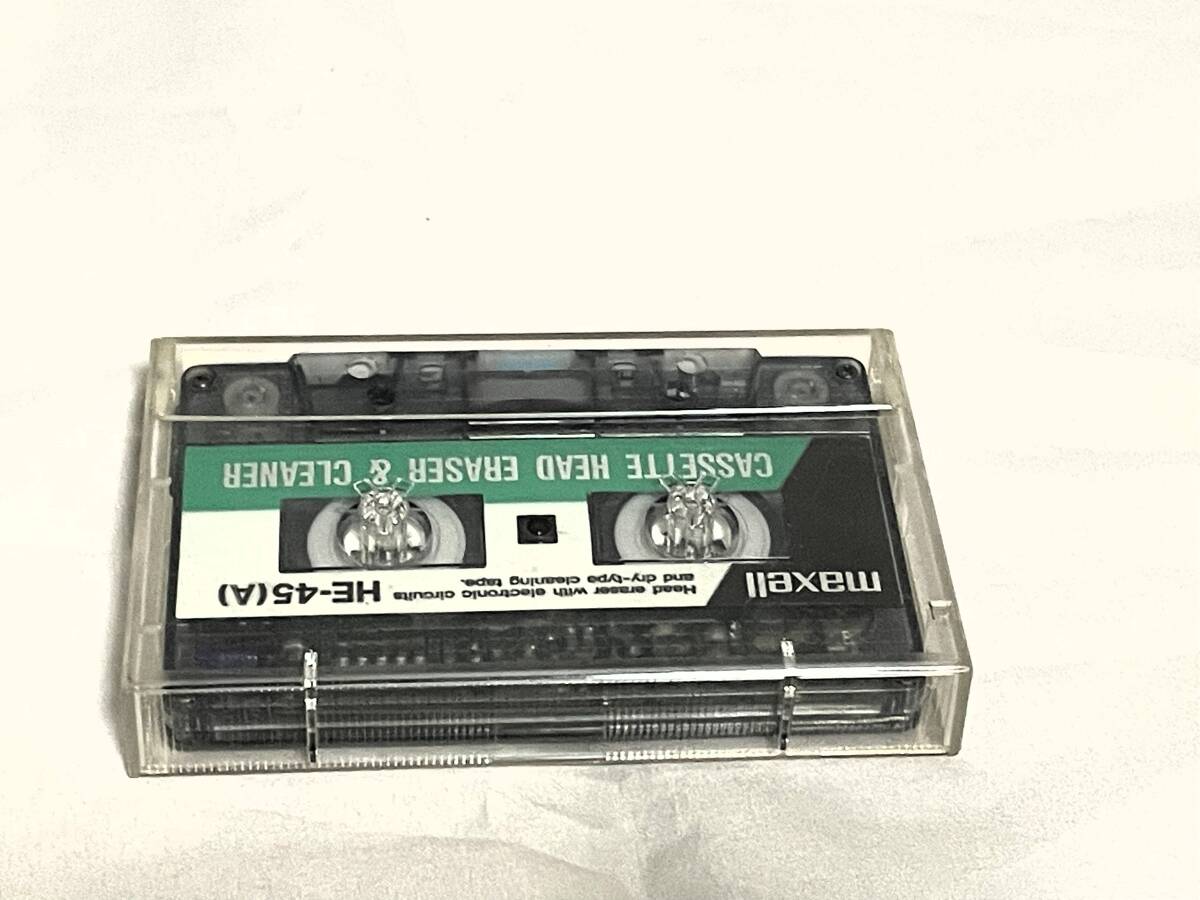 maxell
Head eraser with electronic circuits
and dry-type cleaning tape.
HE-45(A)
CASSETTE HEAD ERASER & CLEANER